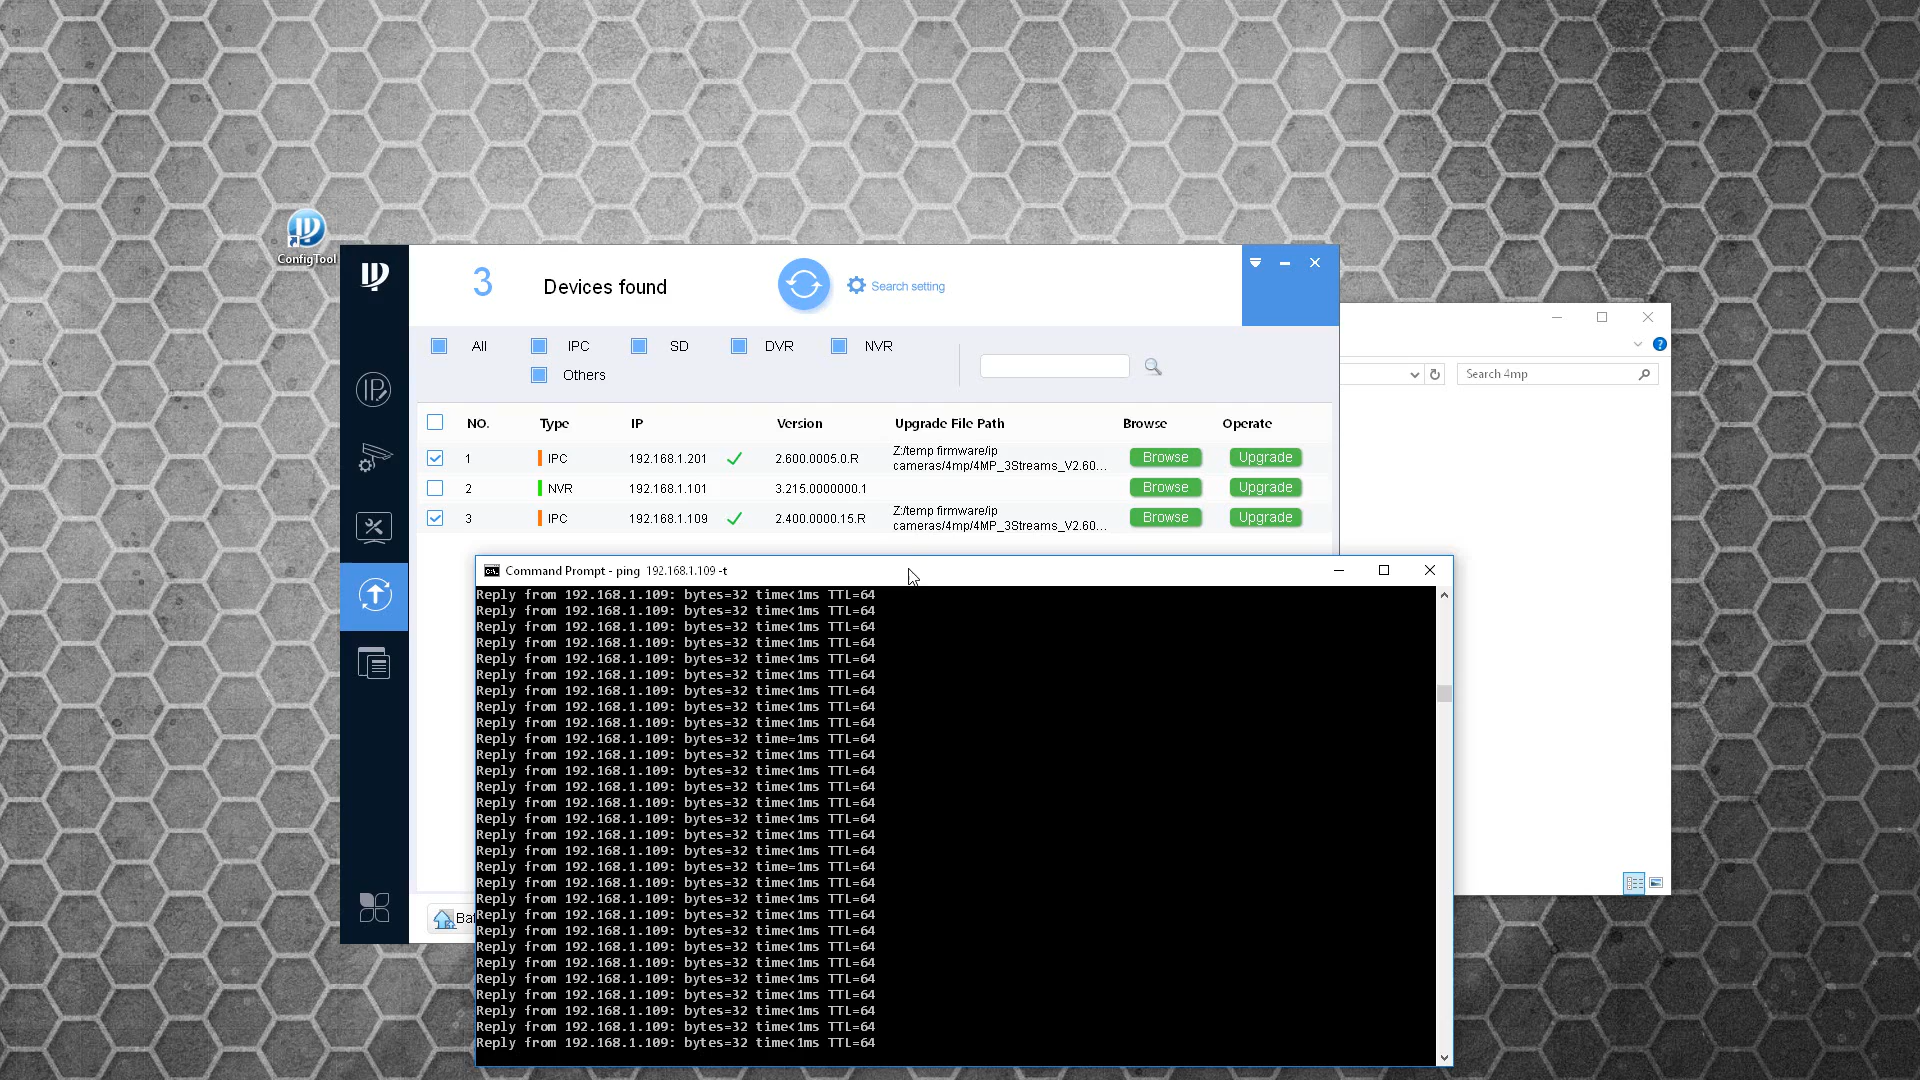 ConfigTool
3 Devices found
Search setting
All IPC SD DVR NVR
Others
Search 4mp
NO. Type IP Version Upgrade File Path Browse Operate
1 IPC 192.168.1.201 2.600.0005.0.R Z:/temp firmware/ip Browse Upgrade
cameras/4mp/4MP_3Streams_V2.60...
2 NVR 192.168.1.101 3.215.0000000.1 Browse Upgrade
3 IPC 192.168.1.109 2.400.0000.15.R Z:/temp firmware/ip Browse Upgrade
cameras/4mp/4MP_3Streams_V2.60...
Command Prompt - ping 192.168.1.109 -t
Reply from 192.168.1.109: bytes=32 time<1ms TTL=64
Reply from 192.168.1.109: bytes=32 time<1ms TTL=64
Reply from 192.168.1.109: bytes=32 time<1ms TTL=64
Reply from 192.168.1.109: bytes=32 time<1ms TTL=64
Reply from 192.168.1.109: bytes=32 time<1ms TTL=64
Reply from 192.168.1.109: bytes=32 time<1ms TTL=64
Reply from 192.168.1.109: bytes=32 time<1ms TTL=64
Reply from 192.168.1.109: bytes=32 time<1ms TTL=64
Reply from 192.168.1.109: bytes=32 time<1ms TTL=64
Reply from 192.168.1.109: bytes=32 time=1ms TTL=64
Reply from 192.168.1.109: bytes=32 time<1ms TTL=64
Reply from 192.168.1.109: bytes=32 time<1ms TTL=64
Reply from 192.168.1.109: bytes=32 time<1ms TTL=64
Reply from 192.168.1.109: bytes=32 time<1ms TTL=64
Reply from 192.168.1.109: bytes=32 time<1ms TTL=64
Reply from 192.168.1.109: bytes=32 time<1ms TTL=64
Reply from 192.168.1.109: bytes=32 time<1ms TTL=64
Reply from 192.168.1.109: bytes=32 time=1ms TTL=64
Reply from 192.168.1.109: bytes=32 time<1ms TTL=64
Reply from 192.168.1.109: bytes=32 time<1ms TTL=64
Reply from 192.168.1.109: bytes=32 time<1ms TTL=64
Reply from 192.168.1.109: bytes=32 time<1ms TTL=64
Reply from 192.168.1.109: bytes=32 time<1ms TTL=64
Reply from 192.168.1.109: bytes=32 time<1ms TTL=64
Reply from 192.168.1.109: bytes=32 time<1ms TTL=64
Reply from 192.168.1.109: bytes=32 time<1ms TTL=64
Reply from 192.168.1.109: bytes=32 time<1ms TTL=64
Reply from 192.168.1.109: bytes=32 time<1ms TTL=64
Reply from 192.168.1.109: bytes=32 time<1ms TTL=64